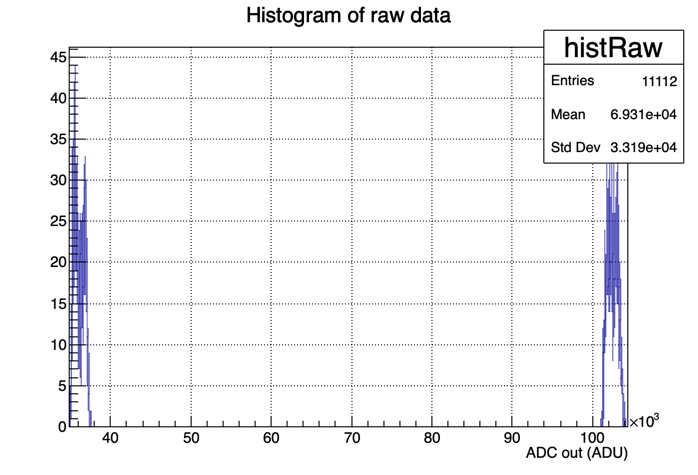 Histogram of raw data
histRaw
Entries 11112
Mean 6.931e+04
Std Dev 3.319e+04
45
40
35
30
25
20
15
10
5
0
40 50 60 70 80 90 100
×10³
ADC out (ADU)